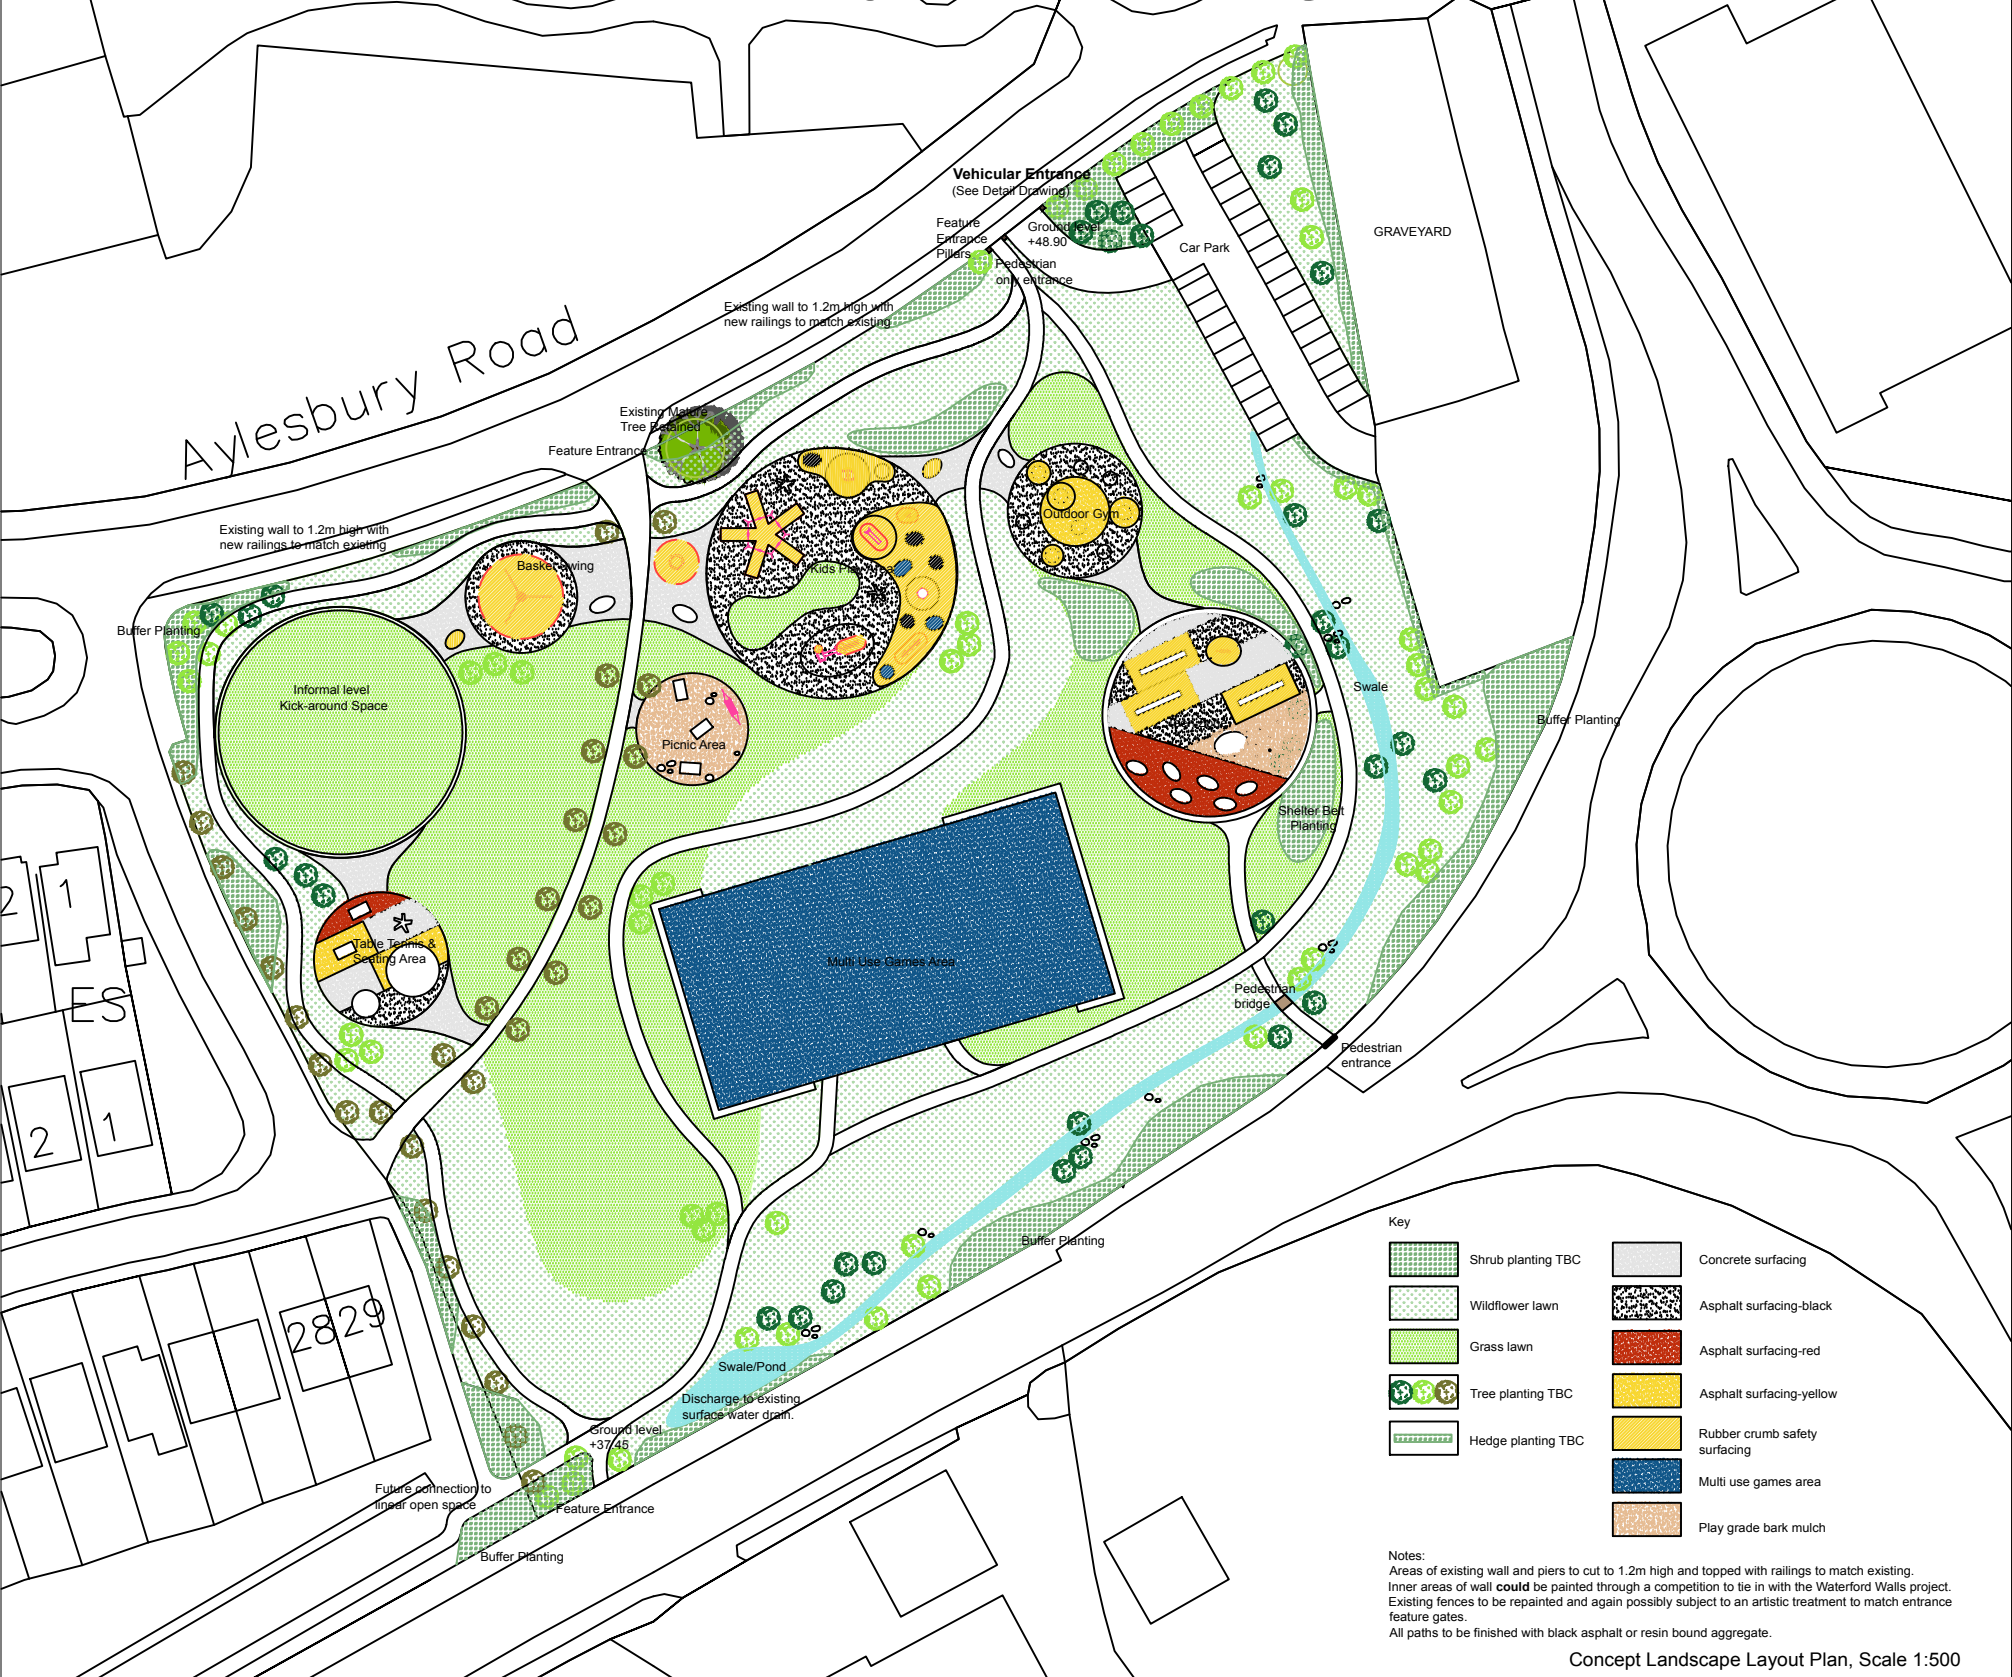 Vehicular Entrance
(See Detail Drawing)
Feature
Entrance
Pillars
Ground level
+48.90
Pedestrian
only entrance
Car Park
GRAVEYARD
Existing wall to 1.2m high with
new railings to match existing
Aylesbury Road
Existing Mature
Tree Retained
Feature Entrance
Existing wall to 1.2m high with
new railings to match existing
Basket Swing
Kids Play Area
Outdoor Gym
Buffer Planting
Informal level
Kick-around Space
Picnic Area
Swale
Buffer Planting
Shelter Belt
Planting
Table Tennis &
Seating Area
Multi Use Games Area
Pedestrian
bridge
Pedestrian
entrance
2
1
ES
2
1
2829
Buffer Planting
Swale/Pond
Discharge to existing
surface water drain.
Ground level
+37.45
Future connection to
linear open space
Feature Entrance
Buffer Planting
Key
Shrub planting TBC
Wildflower lawn
Grass lawn
Tree planting TBC
Hedge planting TBC
Concrete surfacing
Asphalt surfacing-black
Asphalt surfacing-red
Asphalt surfacing-yellow
Rubber crumb safety
surfacing
Multi use games area
Play grade bark mulch
Notes:
Areas of existing wall and piers to cut to 1.2m high and topped with railings to match existing.
Inner areas of wall could be painted through a competition to tie in with the Waterford Walls project.
Existing fences to be repainted and again possibly subject to an artistic treatment to match entrance
feature gates.
All paths to be finished with black asphalt or resin bound aggregate.
Concept Landscape Layout Plan, Scale 1:500